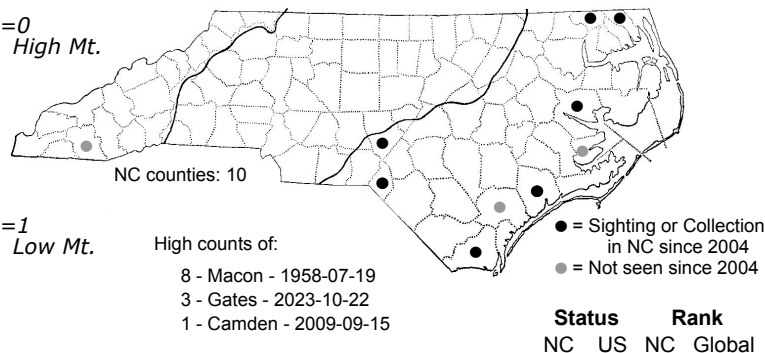 =0
High Mt.
NC counties: 10
=1
Low Mt.
High counts of:
8 - Macon - 1958-07-19
3 - Gates - 2023-10-22
1 - Camden - 2009-09-15
= Sighting or Collection
in NC since 2004
= Not seen since 2004
Status Rank
NC US NC Global